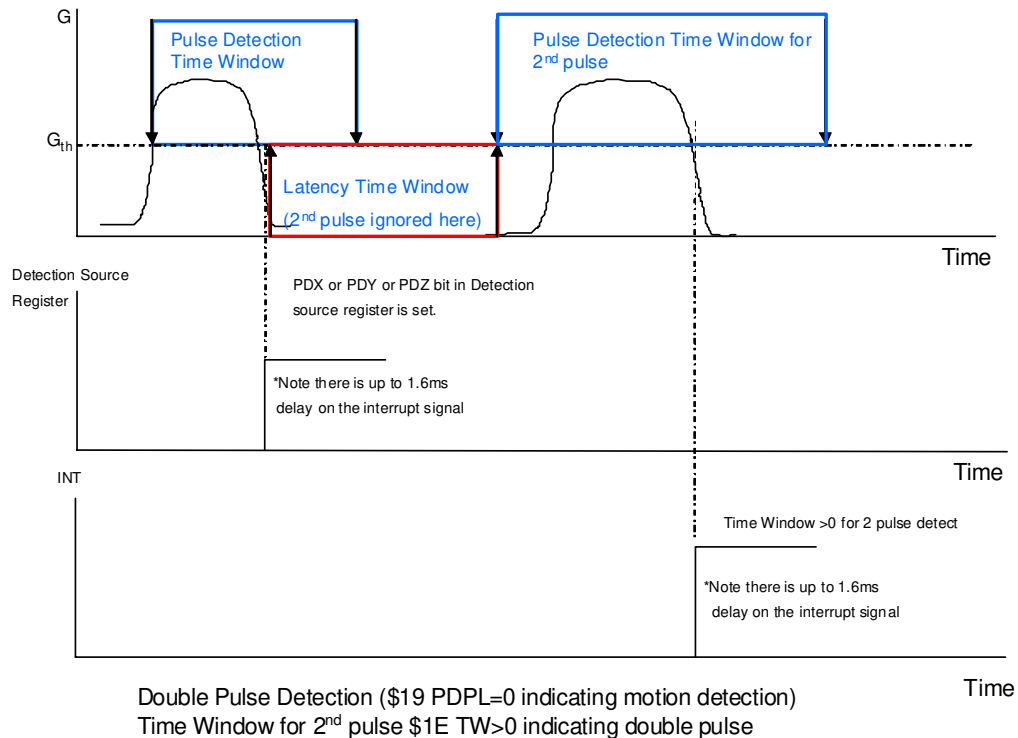 G
Pulse Detection
Time Window
Pulse Detection Time Window for
2nd pulse
Gth
Latency Time Window
(2nd pulse ignored here)
Time
Detection Source
Register
PDX or PDY or PDZ bit in Detection
source register is set.
*Note there is up to 1.6ms
delay on the interrupt signal
Time
INT
Time Window >0 for 2 pulse detect
*Note there is up to 1.6ms
delay on the interrupt signal
Time
Double Pulse Detection ($19 PDPL=0 indicating motion detection)
Time Window for 2nd pulse $1E TW>0 indicating double pulse